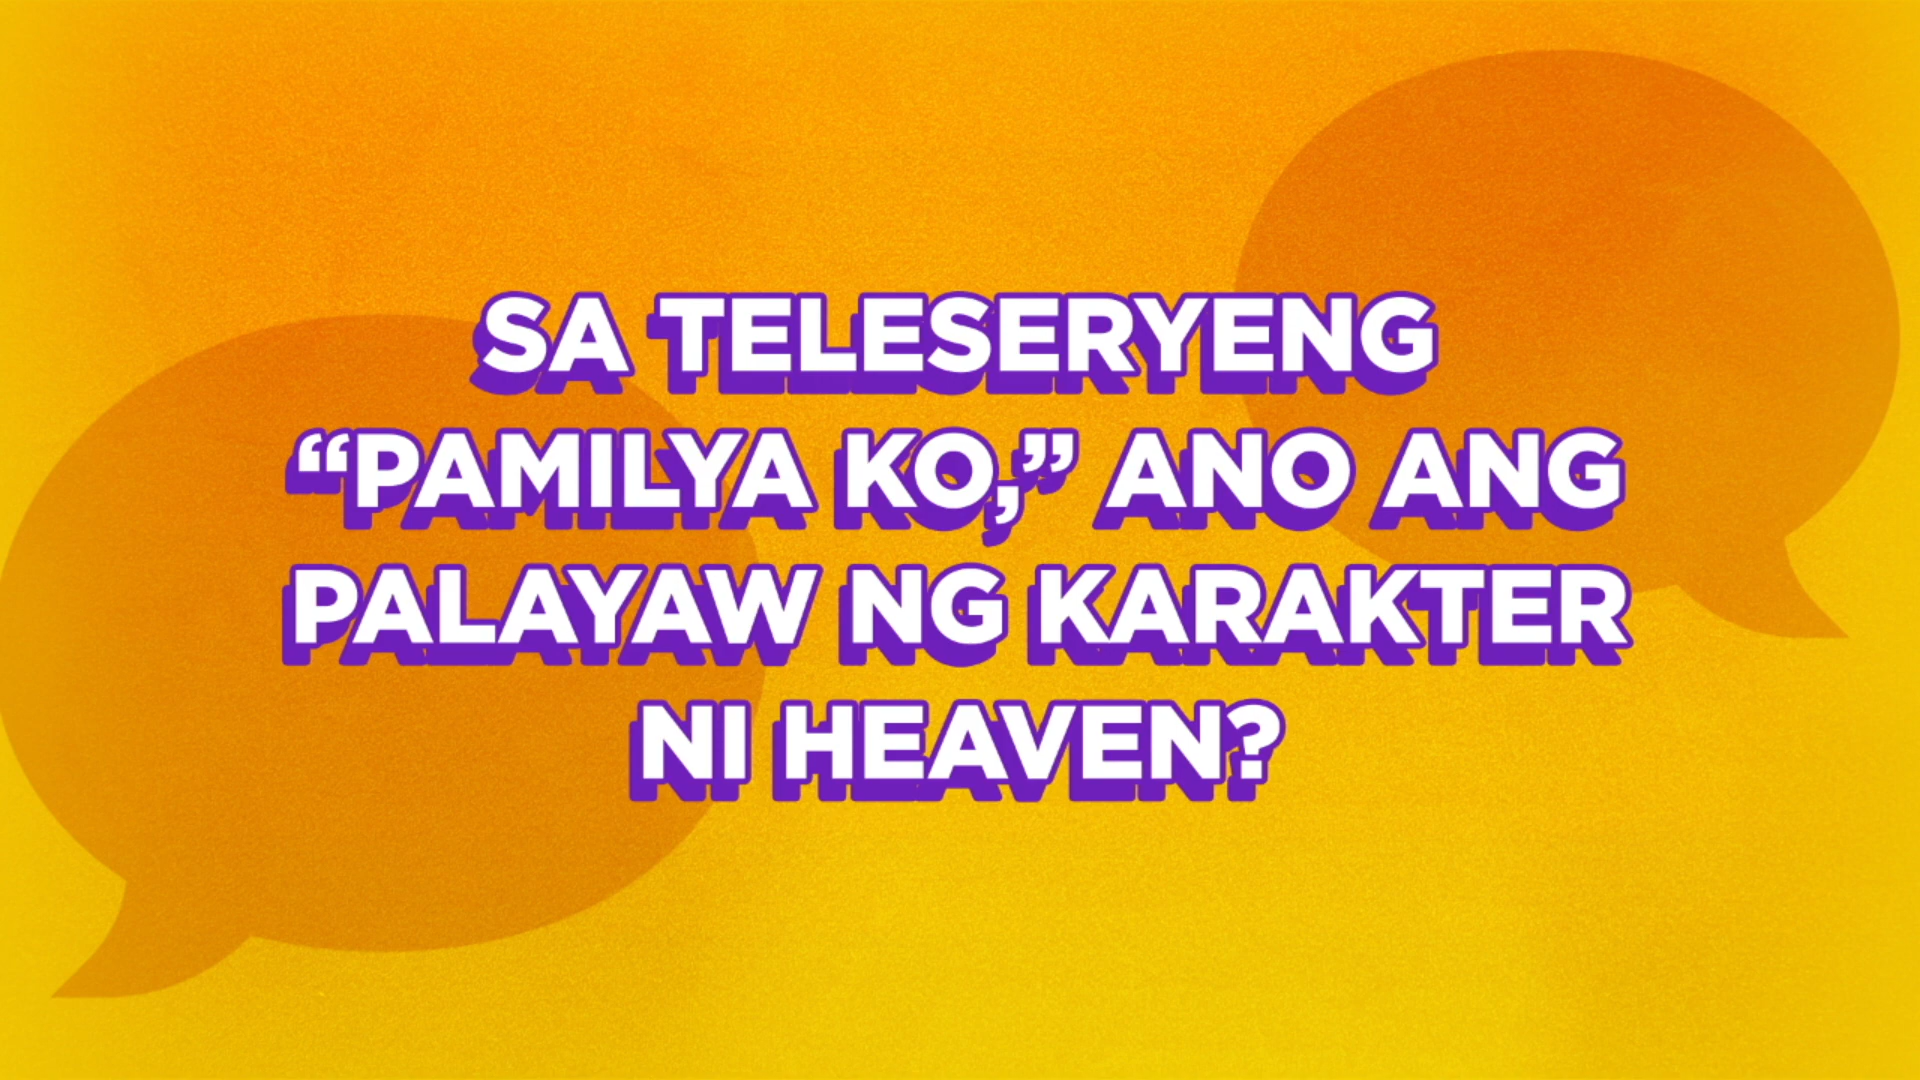 SA TELESERYENG
“PAMILYA KO,” ANO ANG
PALAYAW NG KARAKTER
NI HEAVEN?